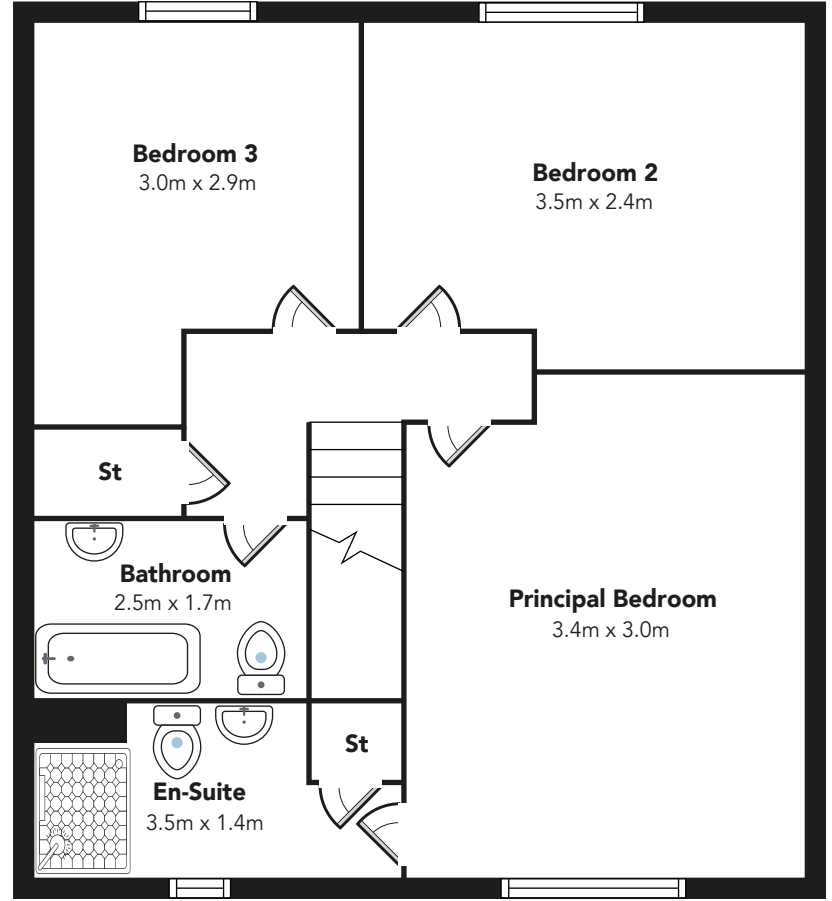 Bedroom 3
3.0m x 2.9m
Bedroom 2
3.5m x 2.4m
St
Bathroom
2.5m x 1.7m
Principal Bedroom
3.4m x 3.0m
St
En-Suite
3.5m x 1.4m